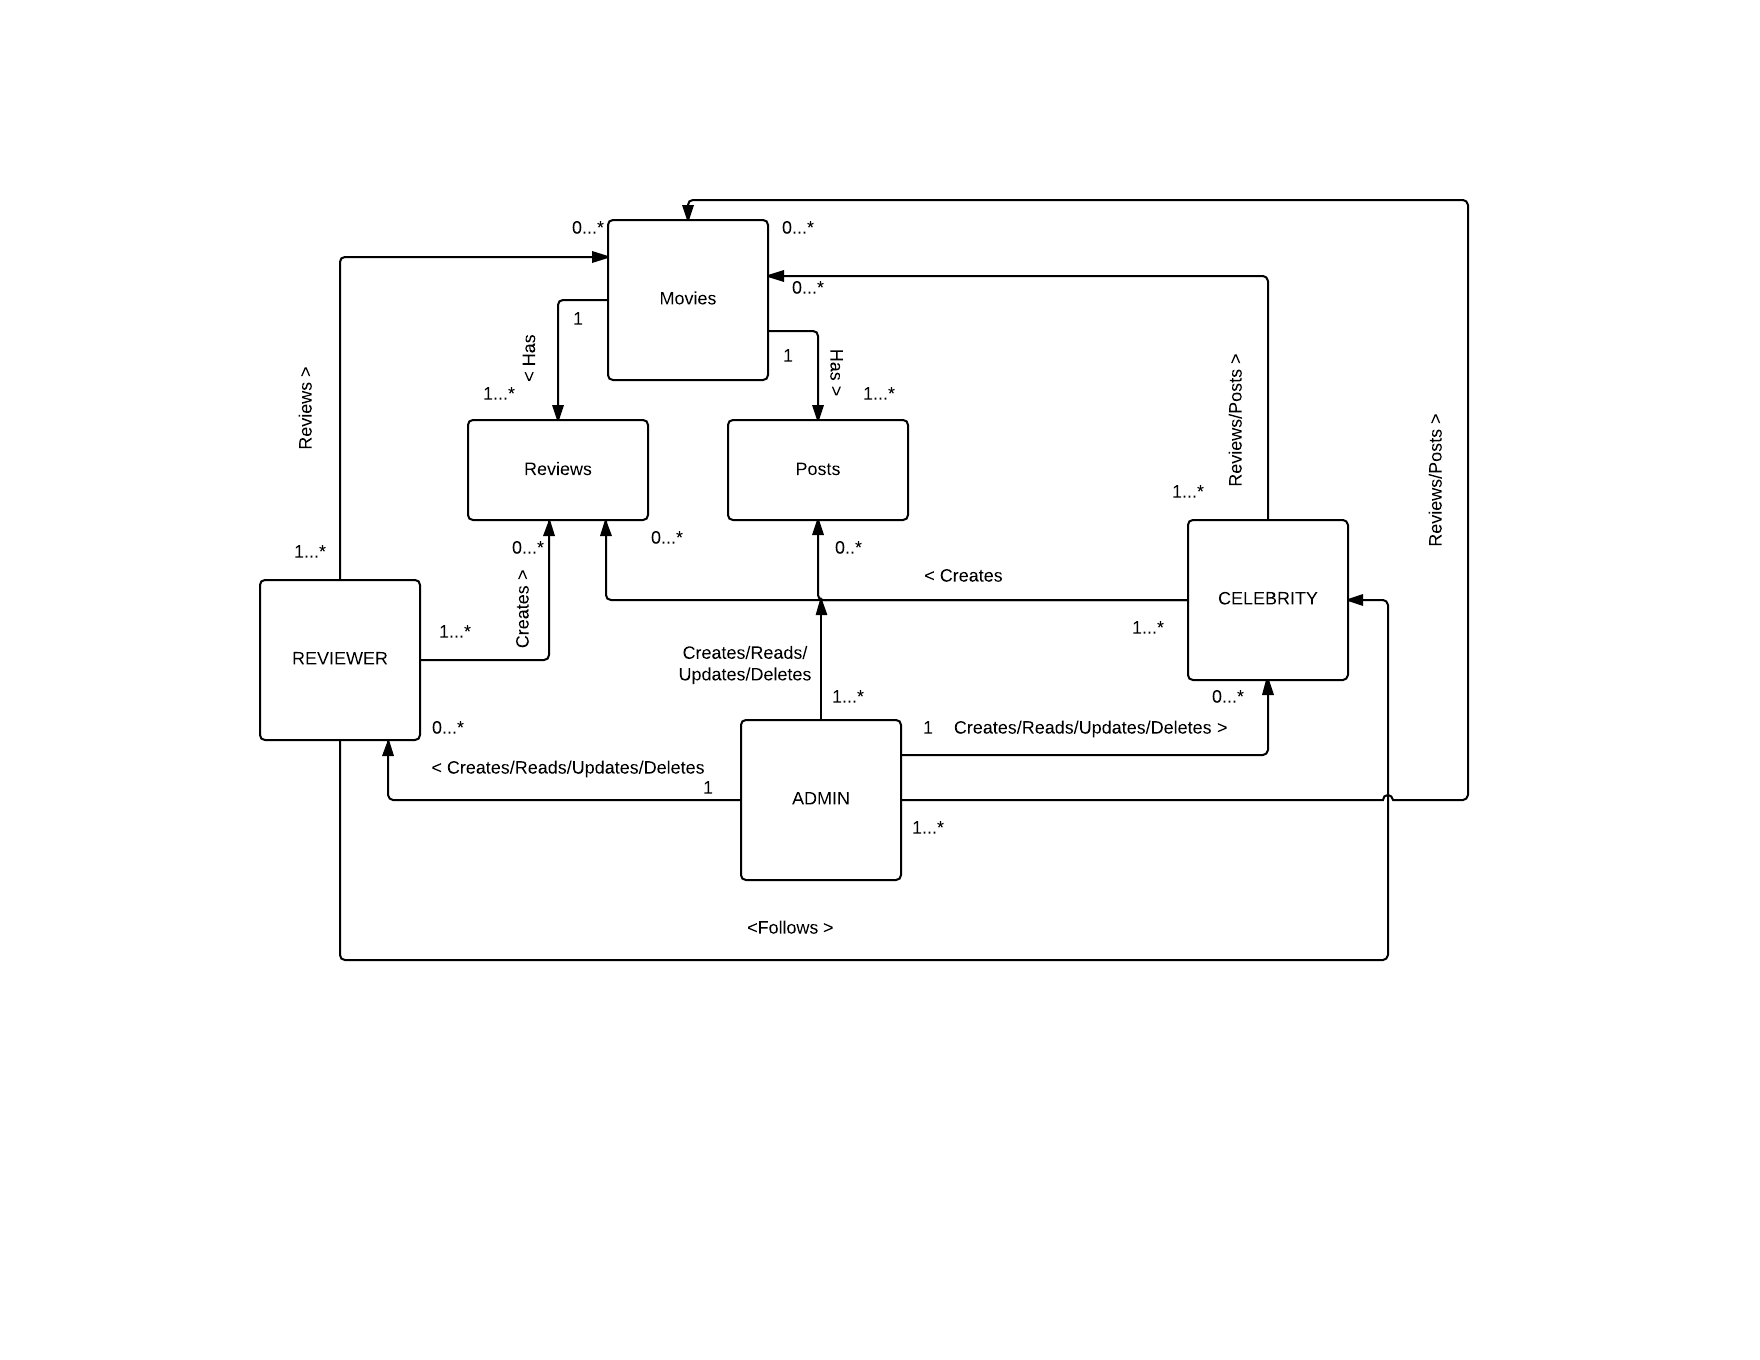 0...*
0...*
0...*
Movies
1
< Has
1
Has >
1...*
1...*
Reviews >
Reviews/Posts >
Reviews/Posts >
Reviews
Posts
1...*
1...*
0...*
0...*
0..*
< Creates
Creates >
CELEBRITY
1...*
1...*
REVIEWER
Creates/Reads/
Updates/Deletes
1...*
0...*
0...*
1
Creates/Reads/Updates/Deletes >
< Creates/Reads/Updates/Deletes
1
ADMIN
1...*
<Follows >